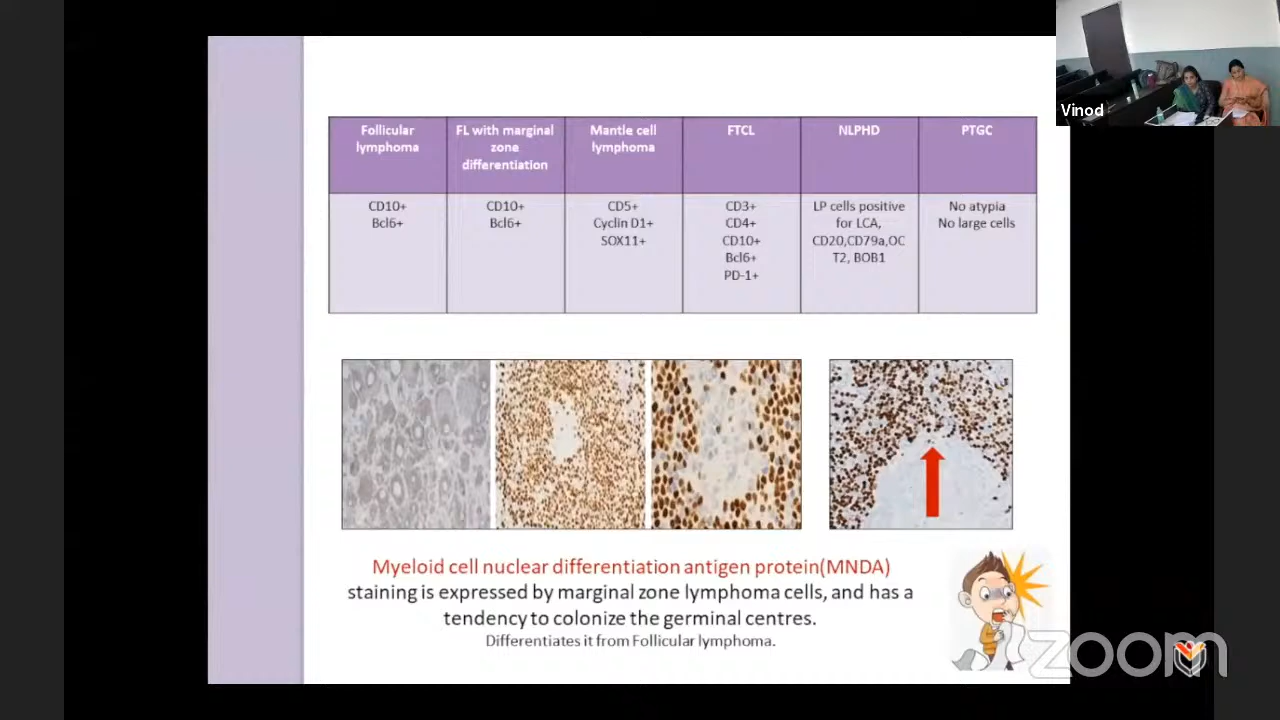 Vinod
Follicular
lymphoma
FL with marginal
zone
differentiation
Mantle cell
lymphoma
FTCL
NLPHD
PTGC
CD10+
Bcl6+
CD10+
Bcl6+
CD5+
Cyclin D1+
SOX11+
CD3+
CD4+
CD10+
Bcl6+
PD-1+
LP cells positive
for LCA,
CD20,CD79a,OC
T2, BOB1
No atypia
No large cells
Myeloid cell nuclear differentiation antigen protein(MNDA)
staining is expressed by marginal zone lymphoma cells, and has a
tendency to colonize the germinal centres.
Differentiates it from Follicular lymphoma.
zoom